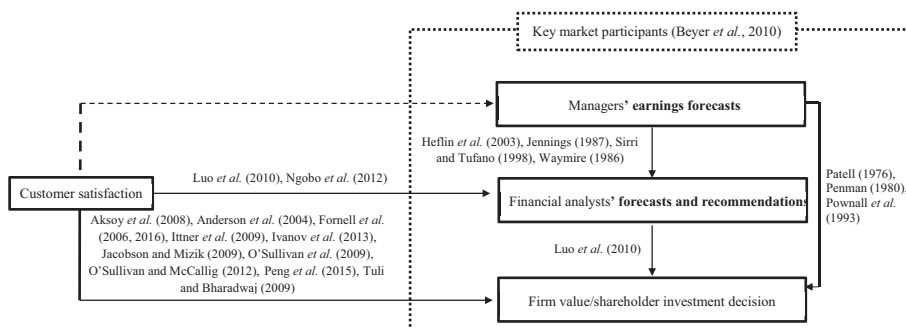 Key market participants (Beyer et al., 2010)
Managers' earnings forecasts
Heflin et al. (2003), Jennings (1987), Sirri
and Tufano (1998), Waymire (1986)
Patell (1976),
Penman (1980),
Pownall et al.
(1993)
Luo et al. (2010), Ngobo et al. (2012)
Customer satisfaction
Financial analysts' forecasts and recommendations
Aksoy et al. (2008), Anderson et al. (2004), Fornell et al.
(2006, 2016), Ittner et al. (2009), Ivanov et al. (2013),
Jacobson and Mizik (2009), O'Sullivan et al. (2009),
O'Sullivan and McCallig (2012), Peng et al. (2015), Tuli
and Bharadwaj (2009)
Luo et al. (2010)
Firm value/shareholder investment decision